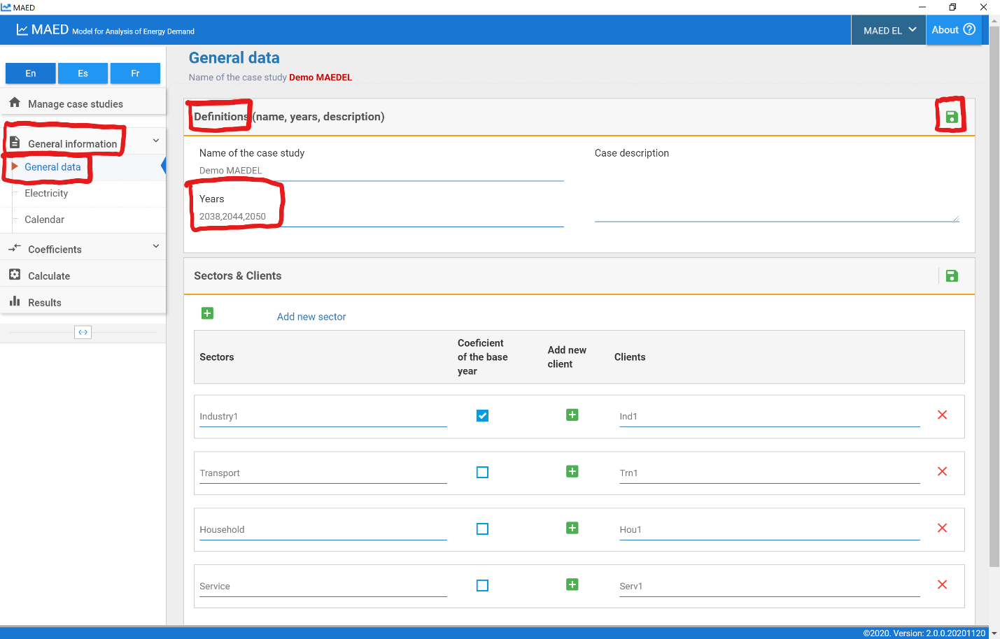 MAED
MAED Model for Analysis of Energy Demand
MAED EL
About
En Es Fr
General data
Name of the case study Demo MAEDEL
Manage case studies
Definitions (name, years, description)
General information
General data
Electricity
Calendar
Coefficients
Calculate
Results
Name of the case study
Case description
Demo MAEDEL
Years
2038,2044,2050
Sectors & Clients
Add new sector
Sectors
Coeficient
of the base
year
Add new
client
Clients
Industry1
Ind1
Transport
Trn1
Household
Hou1
Service
Serv1
©2020. Version: 2.0.0.20201120